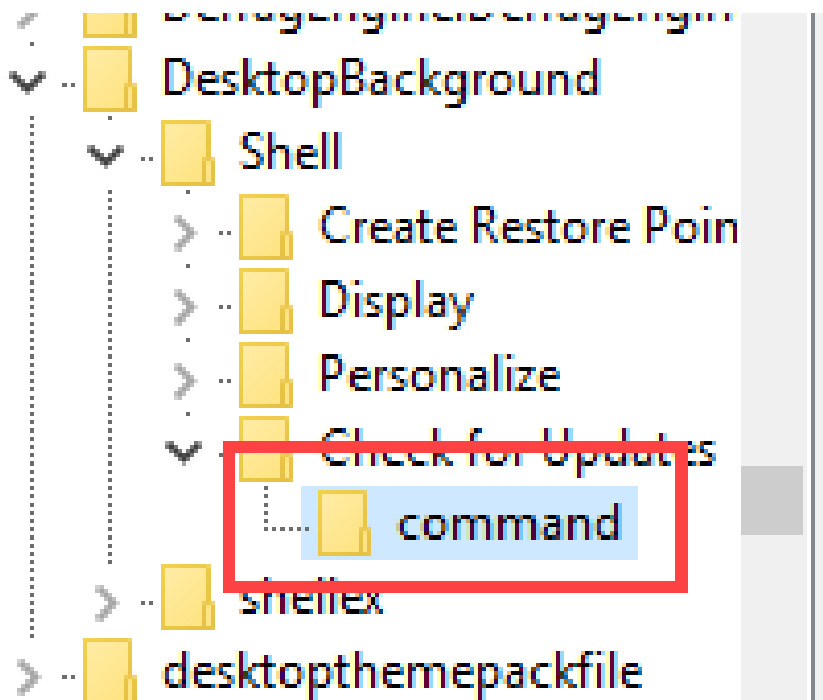 DesktopBackground
Shell
Create Restore Poin
Display
Personalize
Check for Updates
command
shellex
desktopthemepackfile